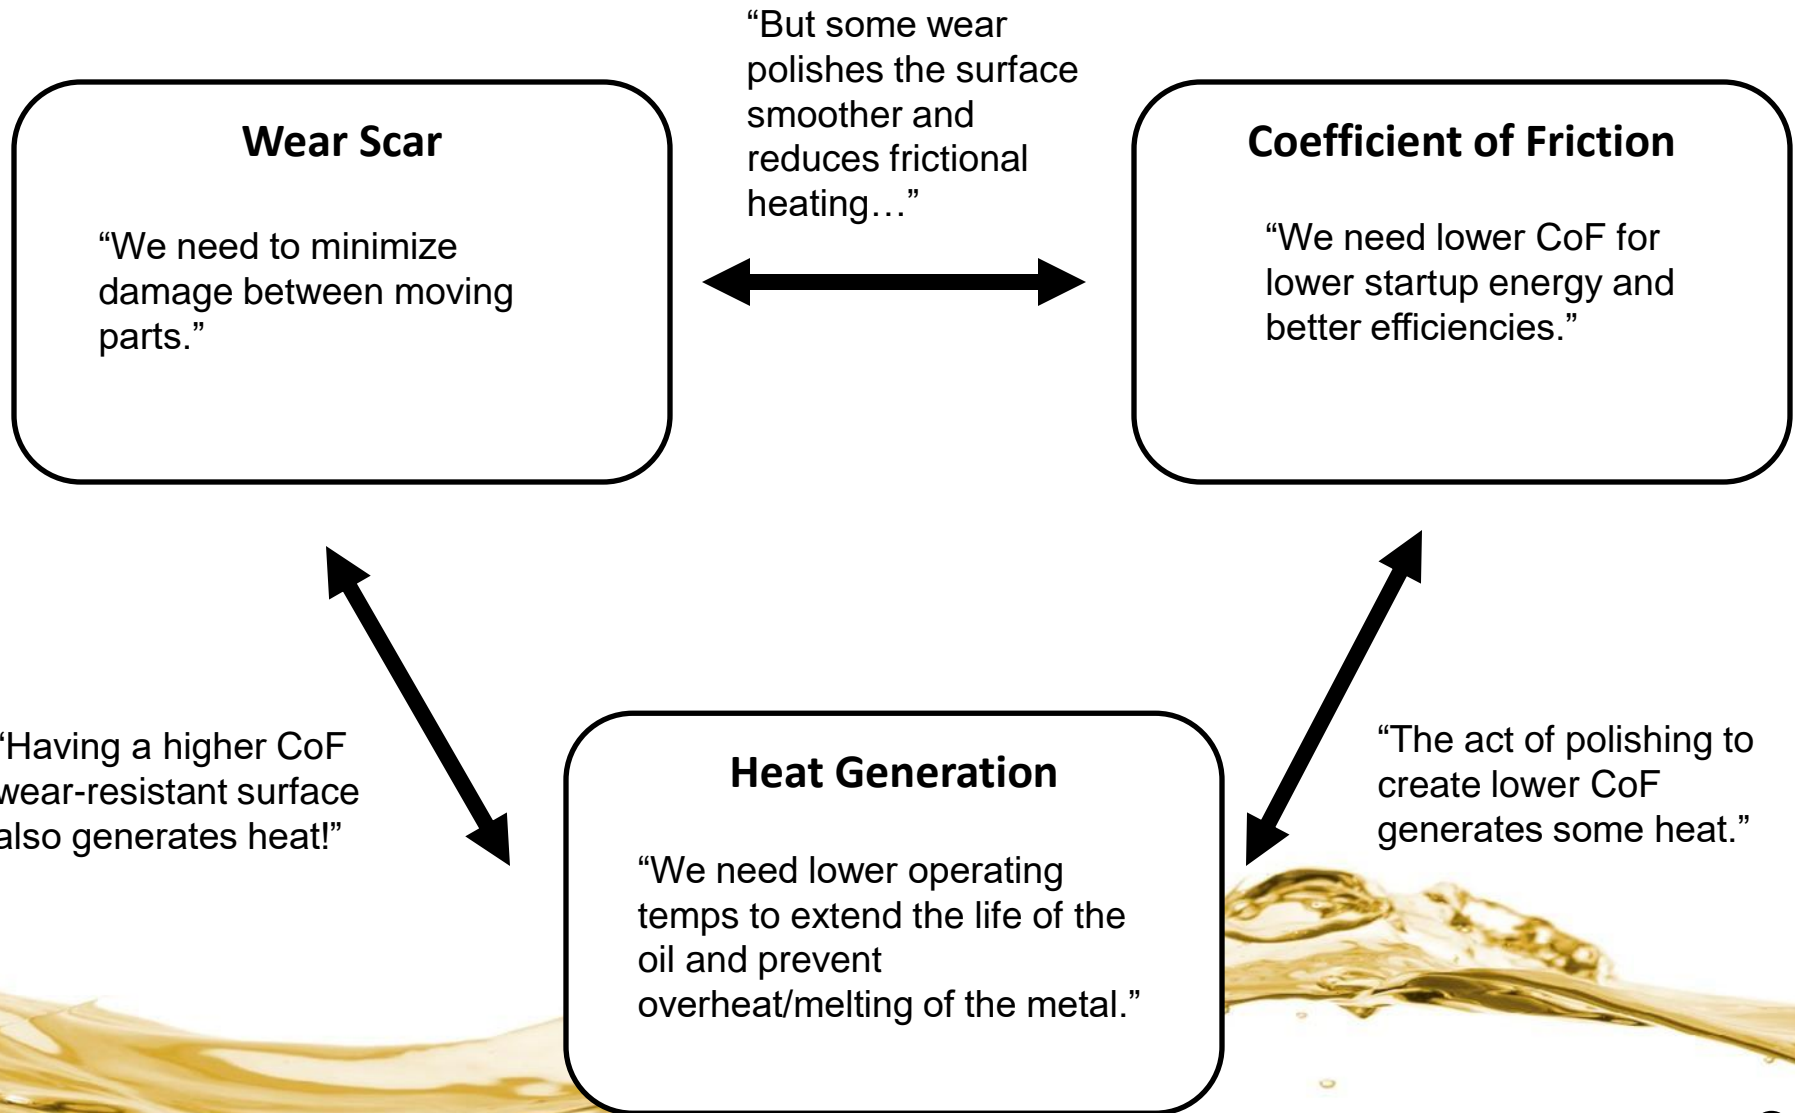 “But some wear
polishes the surface
smoother and
reduces frictional
heating…”
Wear Scar
“We need to minimize
damage between moving
parts.”
Coefficient of Friction
“We need lower CoF for
lower startup energy and
better efficiencies.”
“Having a higher CoF
wear-resistant surface
also generates heat!”
Heat Generation
“We need lower operating
temps to extend the life of the
oil and prevent
overheat/melting of the metal.”
“The act of polishing to
create lower CoF
generates some heat.”